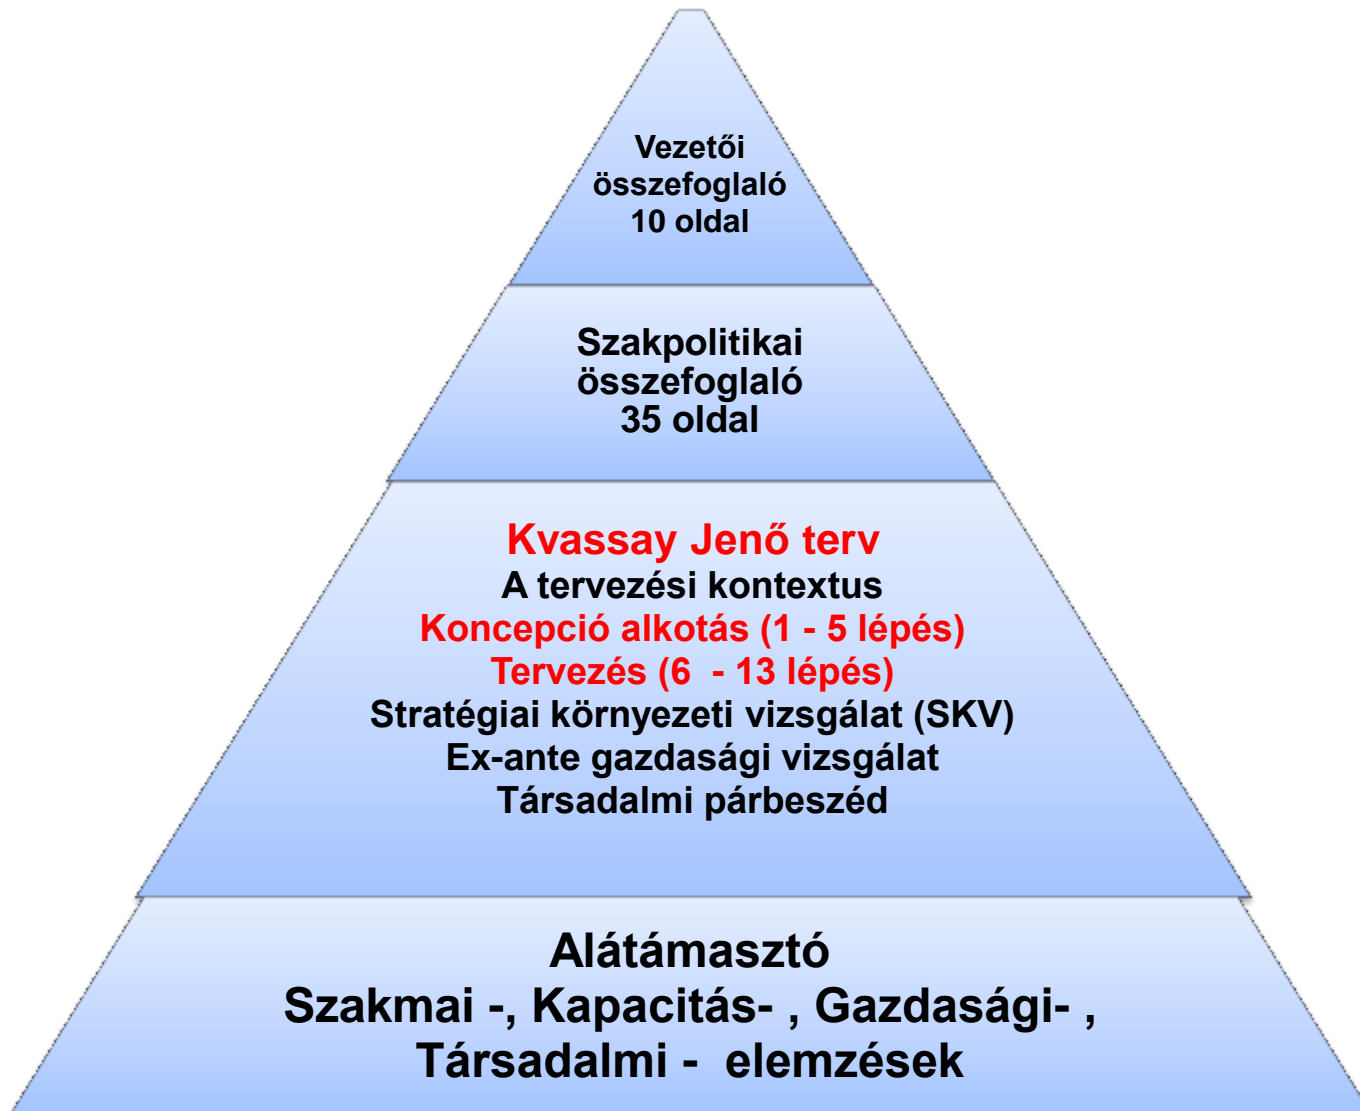 Vezetői
összefoglaló
10 oldal
Szakpolitikai
összefoglaló
35 oldal
Kvassay Jenő terv
A tervezési kontextus
Koncepció alkotás (1 - 5 lépés)
Tervezés (6 - 13 lépés)
Stratégiai környezeti vizsgálat (SKV)
Ex-ante gazdasági vizsgálat
Társadalmi párbeszéd
Alátámasztó
Szakmai -, Kapacitás- , Gazdasági- ,
Társadalmi - elemzések